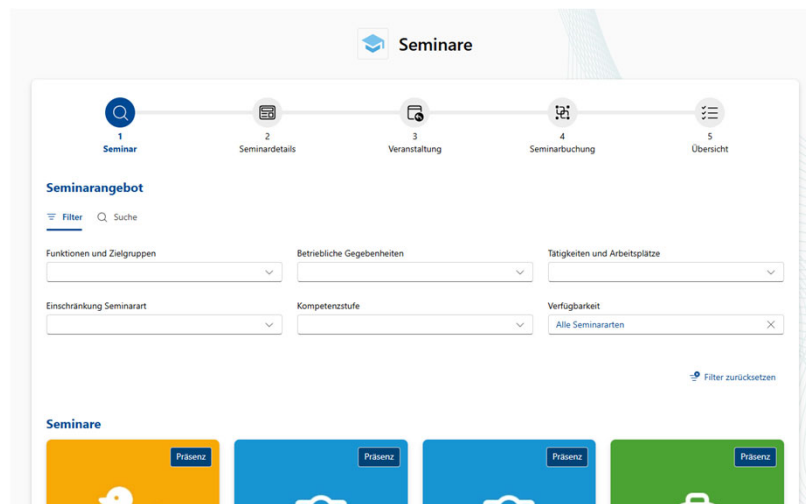 Seminare
1
Seminar
2
Seminardetails
3
Veranstaltung
4
Seminarbuchung
5
Übersicht
Seminarangebot
Filter Suche
Funktionen und Zielgruppen Betriebliche Gegebenheiten Tätigkeiten und Arbeitsplätze
Einschränkung Seminarart Kompetenzstufe Verfügbarkeit
Alle Seminararten
Filter zurücksetzen
Seminare
Präsenz Präsenz Präsenz Präsenz